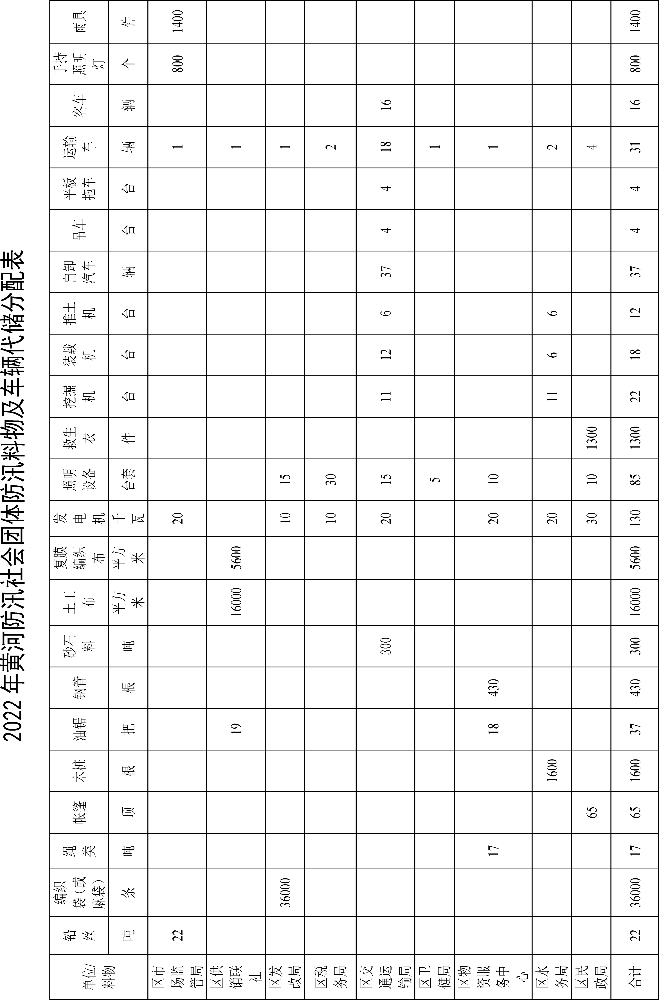 2022年黄河防汛社会团体防汛料物及车辆代储分配表
单位/料物 铅丝 编织袋（或麻袋） 绳类 帐篷 木桩 油锯 钢管 砂石料 土工布 复膜编织布 发电机 照明设备 救生衣 挖掘机 装载机 推土机 自卸汽车 吊车 平板拖车 运输车 客车 手持照明灯 雨具
吨 条 吨 顶 根 把 根 吨 平方米 平方米 千瓦 台套 件 台 台 台 辆 台 台 辆 辆 个 件
区市场监管局 22 20 1 800 1400
区供销联社 19 16000 5600 1
区发改局 36000 10 15 1
区税务局 10 30 2
区交通运输局 300 20 15 11 12 6 37 4 4 18 16
区卫健局 5 1
区物资服务中心 17 18 430 20 10 1
区水务局 1600 20 11 6 6 2
区民政局 65 30 10 1300 4
合计 22 36000 17 65 1600 37 430 300 16000 5600 130 85 1300 22 18 12 37 4 4 31 16 800 1400